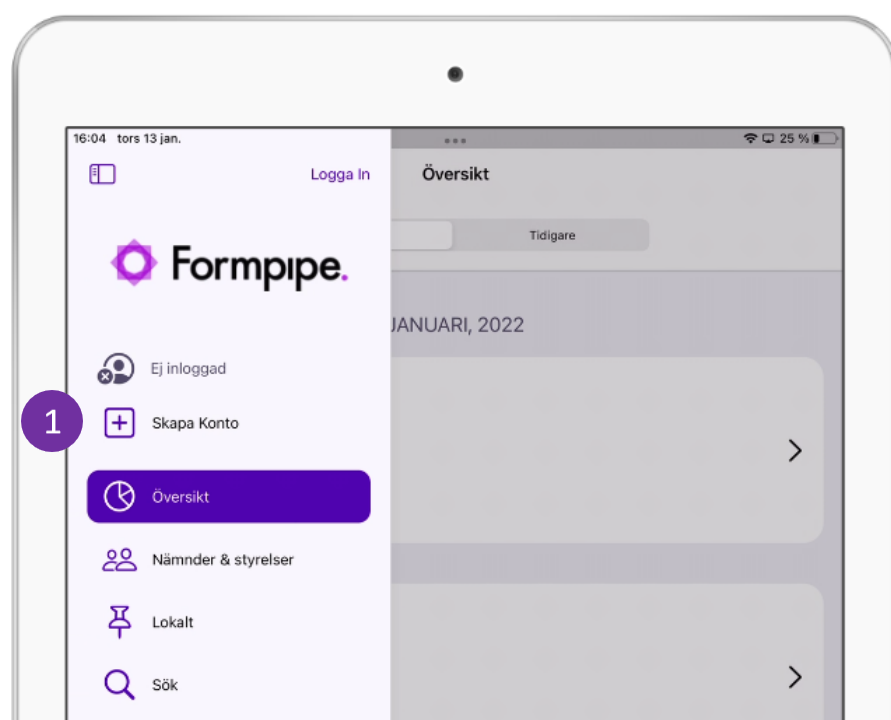 16:04 tors 13 jan.
25 %
Logga In
Översikt
Tidigare
Formpipe.
JANUARI, 2022
Ej inloggad
1
Skapa Konto
Översikt
Nämnder & styrelser
Lokalt
Sök